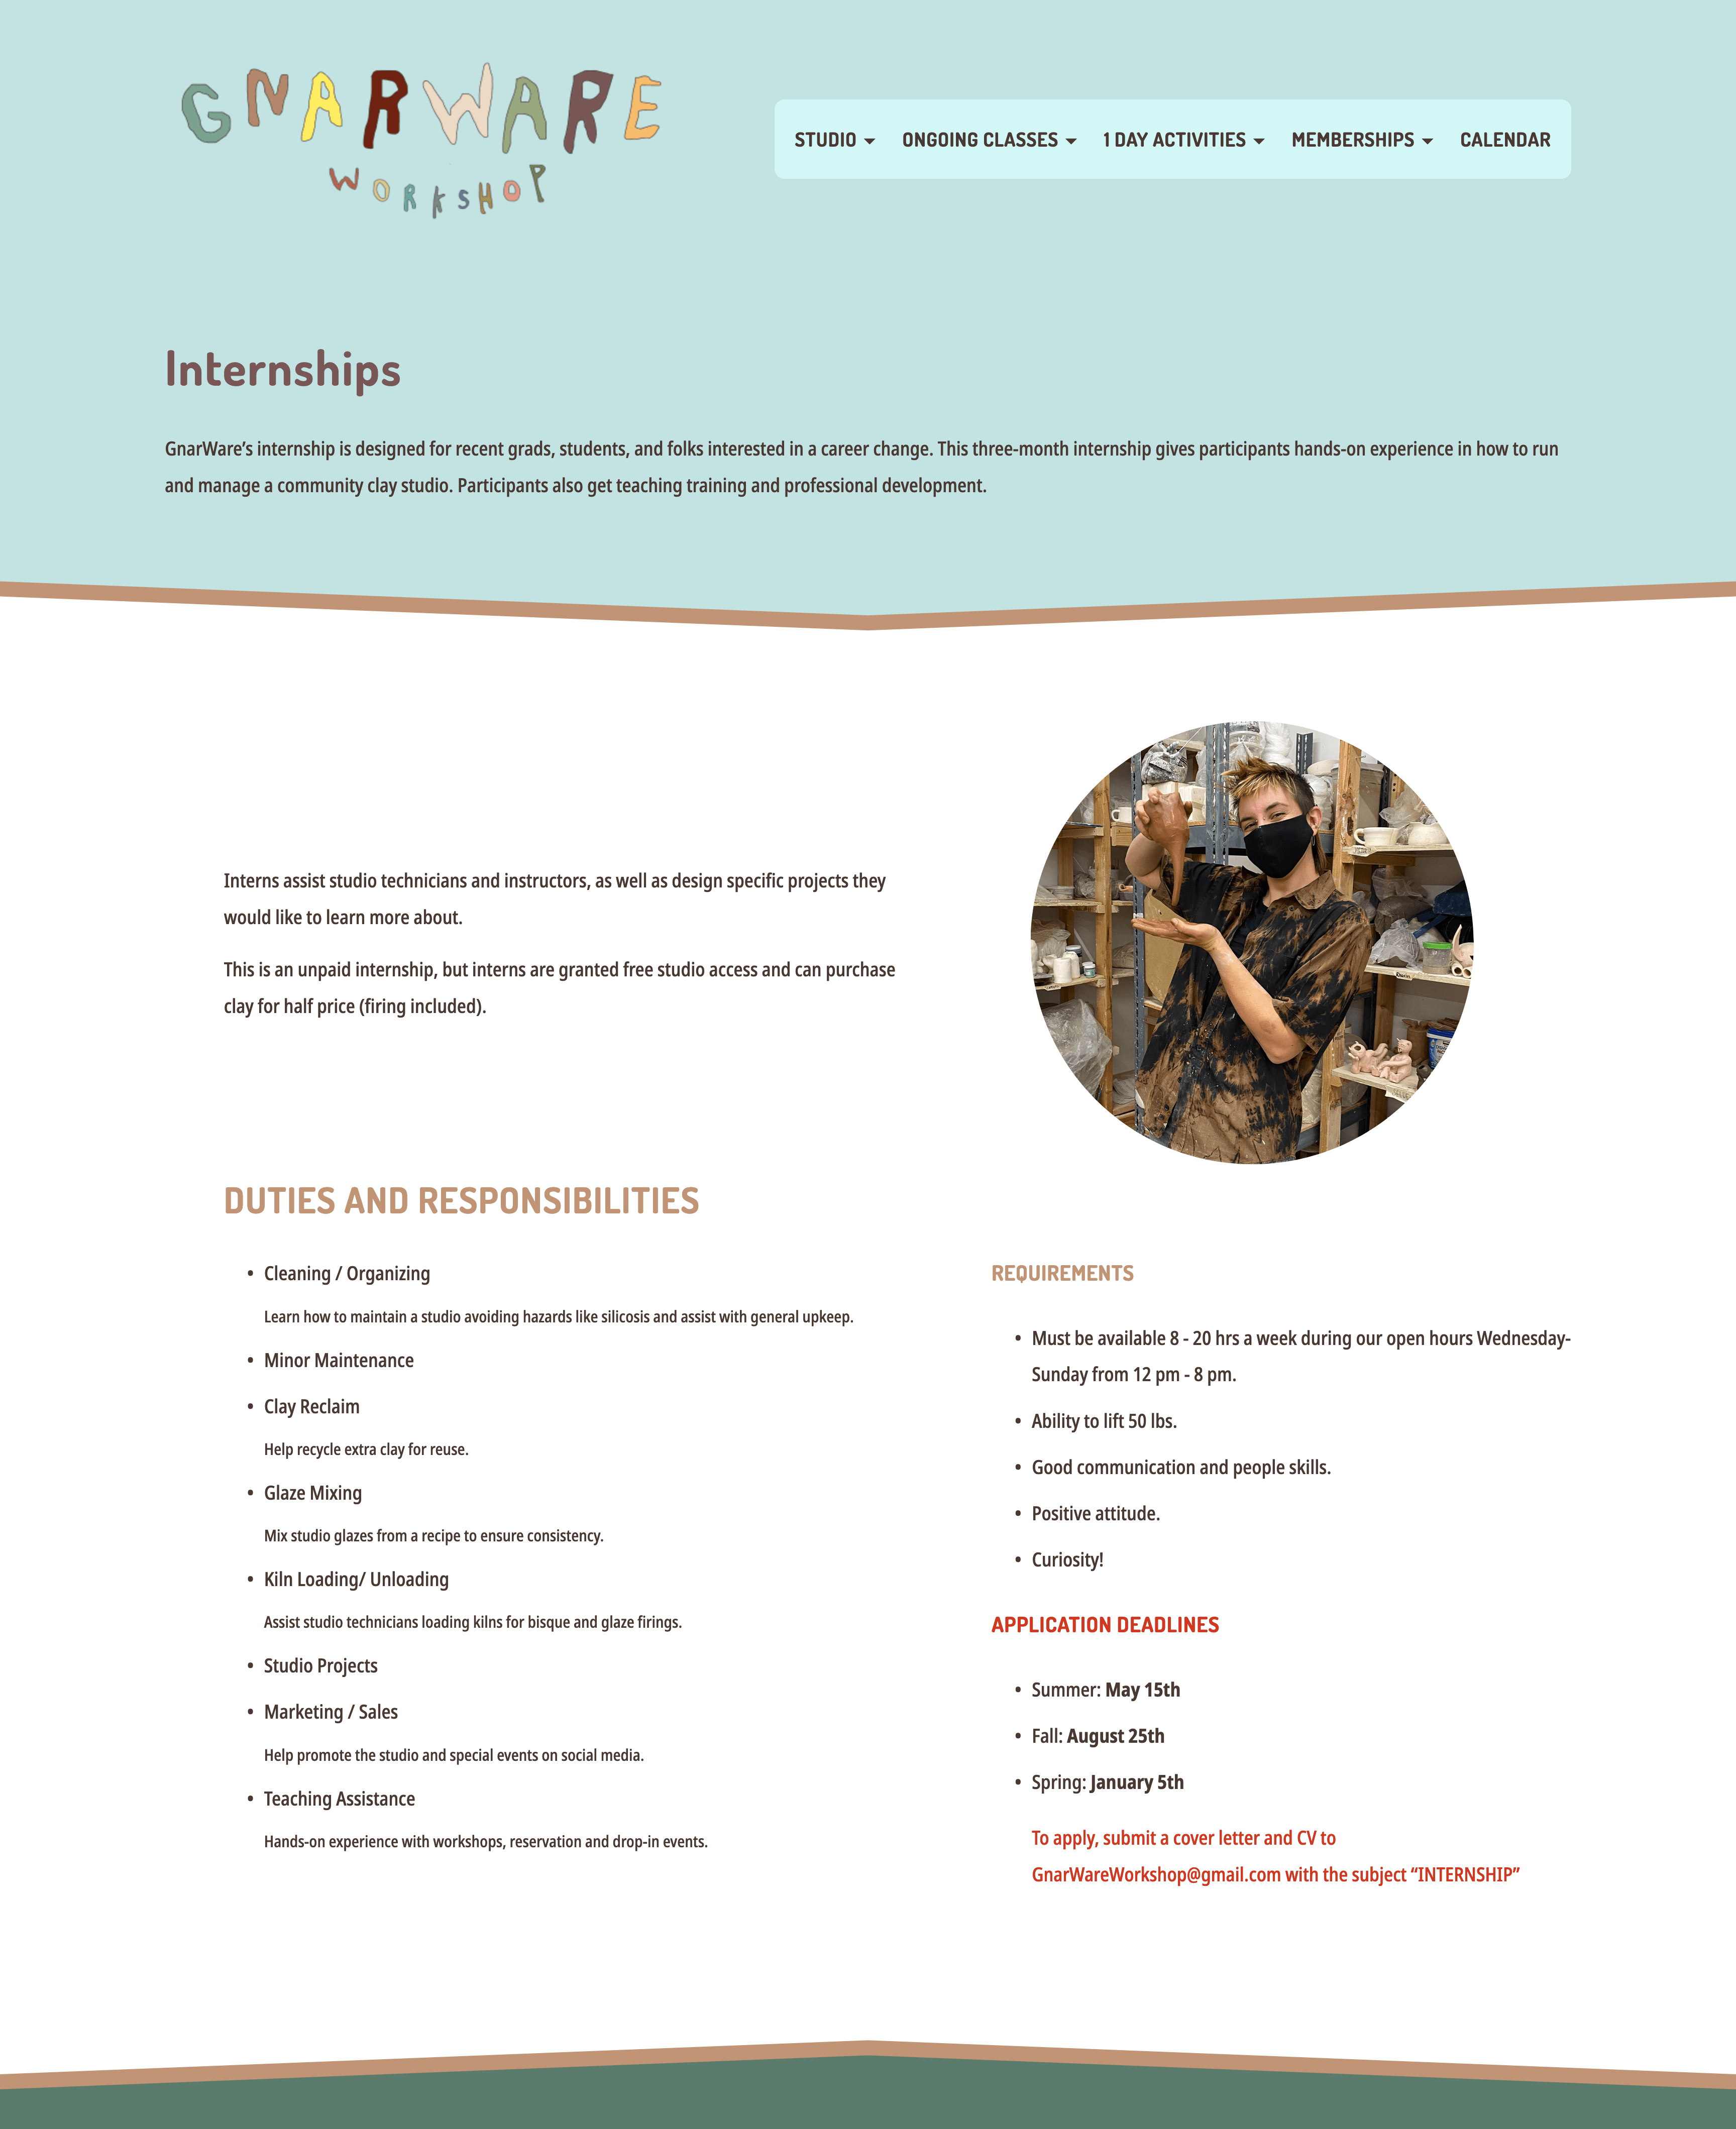 GNARWARE
WORKSHOP
STUDIO ONGOING CLASSES 1 DAY ACTIVITIES MEMBERSHIPS CALENDAR
Internships
GnarWare’s internship is designed for recent grads, students, and folks interested in a career change. This three-month internship gives participants hands-on experience in how to run
and manage a community clay studio. Participants also get teaching training and professional development.
Interns assist studio technicians and instructors, as well as design specific projects they
would like to learn more about.
This is an unpaid internship, but interns are granted free studio access and can purchase
clay for half price (firing included).
DUTIES AND RESPONSIBILITIES
• Cleaning / Organizing
Learn how to maintain a studio avoiding hazards like silicosis and assist with general upkeep.
• Minor Maintenance
• Clay Reclaim
Help recycle extra clay for reuse.
• Glaze Mixing
Mix studio glazes from a recipe to ensure consistency.
• Kiln Loading/ Unloading
Assist studio technicians loading kilns for bisque and glaze firings.
• Studio Projects
• Marketing / Sales
Help promote the studio and special events on social media.
• Teaching Assistance
Hands-on experience with workshops, reservation and drop-in events.
REQUIREMENTS
• Must be available 8 - 20 hrs a week during our open hours Wednesday-
Sunday from 12 pm - 8 pm.
• Ability to lift 50 lbs.
• Good communication and people skills.
• Positive attitude.
• Curiosity!
APPLICATION DEADLINES
• Summer: May 15th
• Fall: August 25th
• Spring: January 5th
To apply, submit a cover letter and CV to
GnarWareWorkshop@gmail.com with the subject “INTERNSHIP”